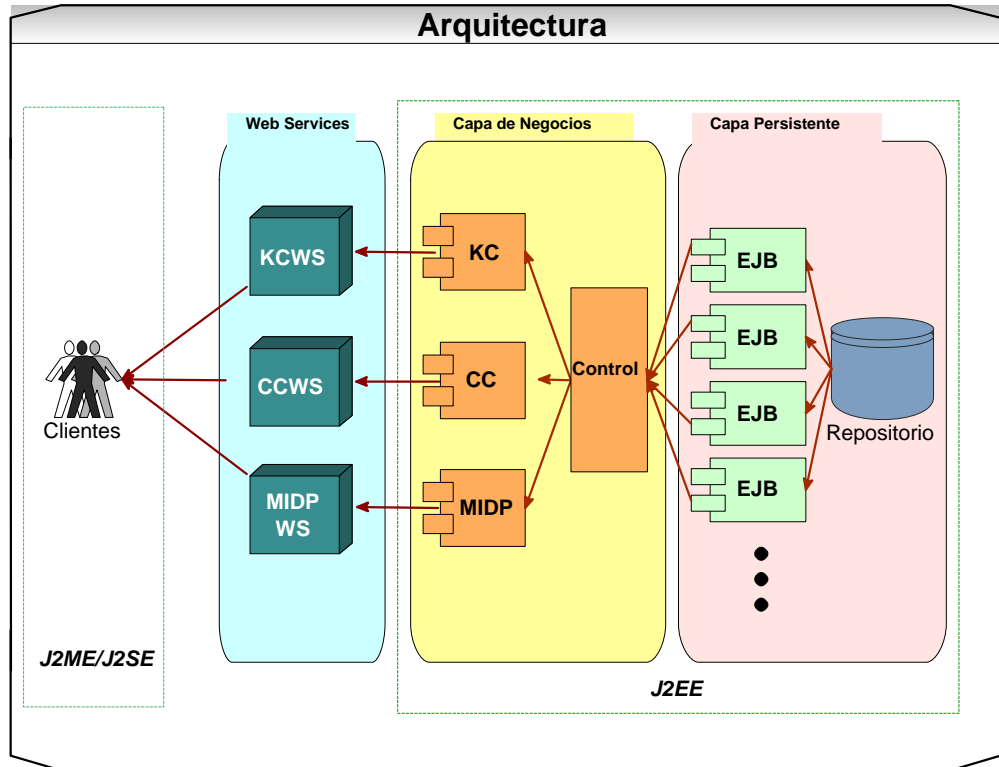 Arquitectura
Web Services
Capa de Negocios
Capa Persistente
KCWS
KC
EJB
EJB
CCWS
CC
Control
EJB
Clientes
Repositorio
MIDP
WS
MIDP
EJB
J2ME/J2SE
J2EE